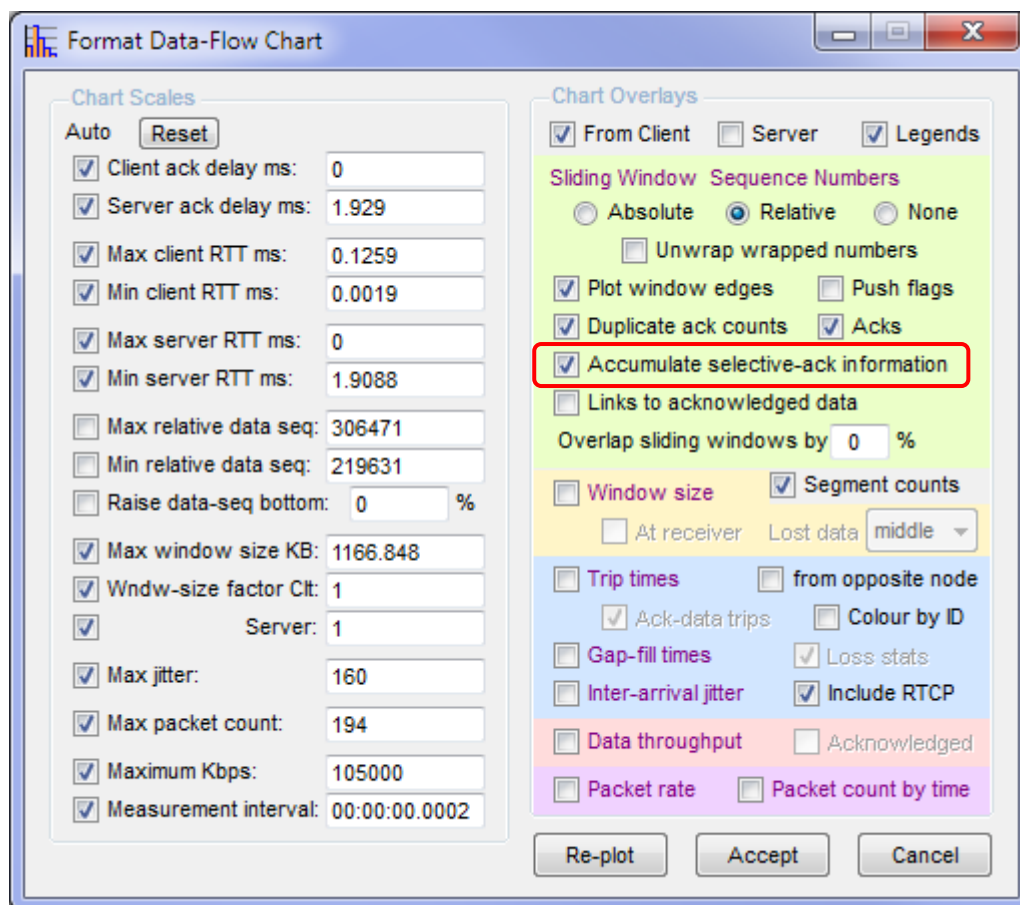 Format Data-Flow Chart
Chart Scales
Auto Reset
Client ack delay ms: 0
Server ack delay ms: 1.929
Max client RTT ms: 0.1259
Min client RTT ms: 0.0019
Max server RTT ms: 0
Min server RTT ms: 1.9088
Max relative data seq: 306471
Min relative data seq: 219631
Raise data-seq bottom: 0 %
Max window size KB: 1166.848
Wndw-size factor Clt: 1
Server: 1
Max jitter: 160
Max packet count: 194
Maximum Kbps: 105000
Measurement interval: 00:00:00.0002
Chart Overlays
From Client Server Legends
Sliding Window Sequence Numbers
Absolute Relative None
Unwrap wrapped numbers
Plot window edges Push flags
Duplicate ack counts Acks
Accumulate selective-ack information
Links to acknowledged data
Overlap sliding windows by 0 %
Window size Segment counts
At receiver Lost data middle
Trip times from opposite node
Ack-data trips Colour by ID
Gap-fill times Loss stats
Inter-arrival jitter Include RTCP
Data throughput Acknowledged
Packet rate Packet count by time
Re-plot Accept Cancel